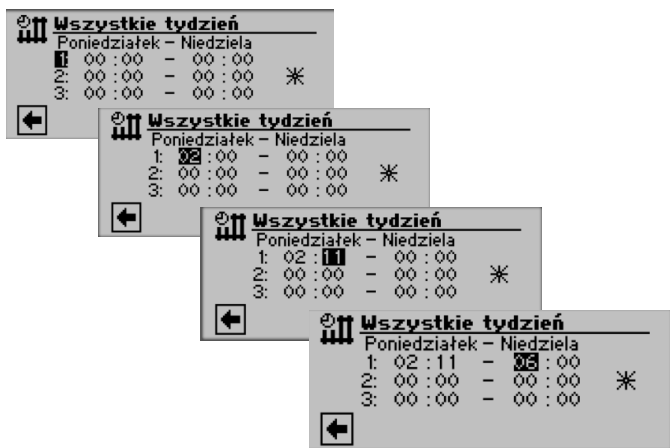 Wszystkie tydzień
Poniedziałek – Niedziela
1: 00 : 00 – 00 : 00
2: 00 : 00 – 00 : 00
3: 00 : 00 – 00 : 00
Wszystkie tydzień
Poniedziałek – Niedziela
1: 02 : 00 – 00 : 00
2: 00 : 00 – 00 : 00
3: 00 : 00 – 00 : 00
Wszystkie tydzień
Poniedziałek – Niedziela
1: 02 : 11 – 00 : 00
2: 00 : 00 – 00 : 00
3: 00 : 00 – 00 : 00
Wszystkie tydzień
Poniedziałek – Niedziela
1: 02 : 11 – 06 : 00
2: 00 : 00 – 00 : 00
3: 00 : 00 – 00 : 00